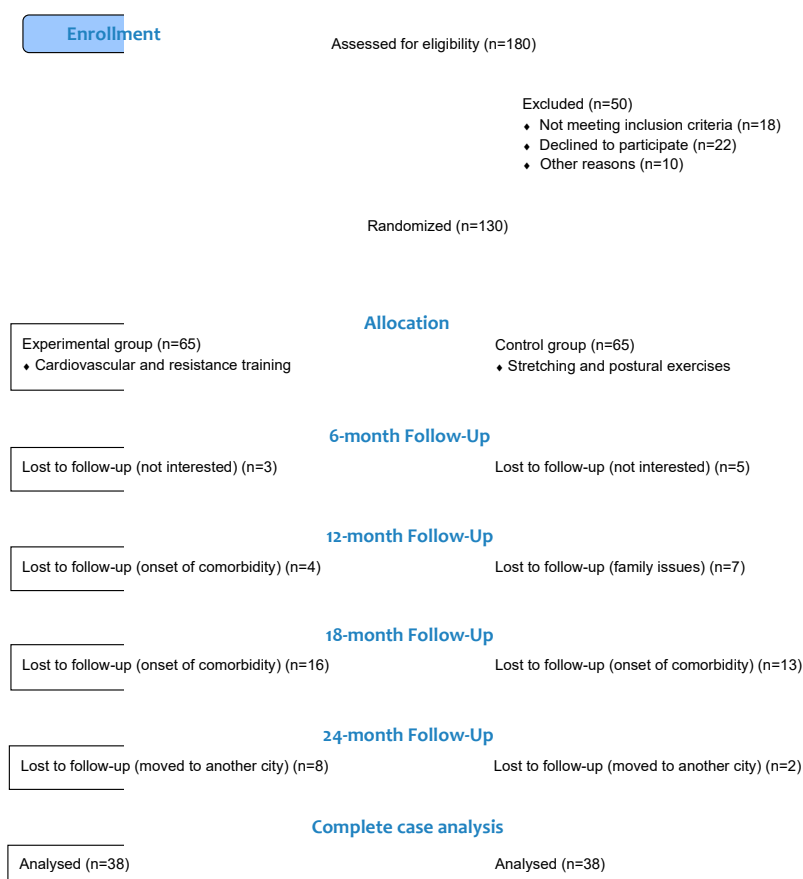 Enrollment
Assessed for eligibility (n=180)
Excluded (n=50)
⬧ Not meeting inclusion criteria (n=18)
⬧ Declined to participate (n=22)
⬧ Other reasons (n=10)
Randomized (n=130)
Allocation
Experimental group (n=65)
⬧ Cardiovascular and resistance training
Control group (n=65)
⬧ Stretching and postural exercises
6-month Follow-Up
Lost to follow-up (not interested) (n=3)
Lost to follow-up (not interested) (n=5)
12-month Follow-Up
Lost to follow-up (onset of comorbidity) (n=4)
Lost to follow-up (family issues) (n=7)
18-month Follow-Up
Lost to follow-up (onset of comorbidity) (n=16)
Lost to follow-up (onset of comorbidity) (n=13)
24-month Follow-Up
Lost to follow-up (moved to another city) (n=8)
Lost to follow-up (moved to another city) (n=2)
Complete case analysis
Analysed (n=38)
Analysed (n=38)